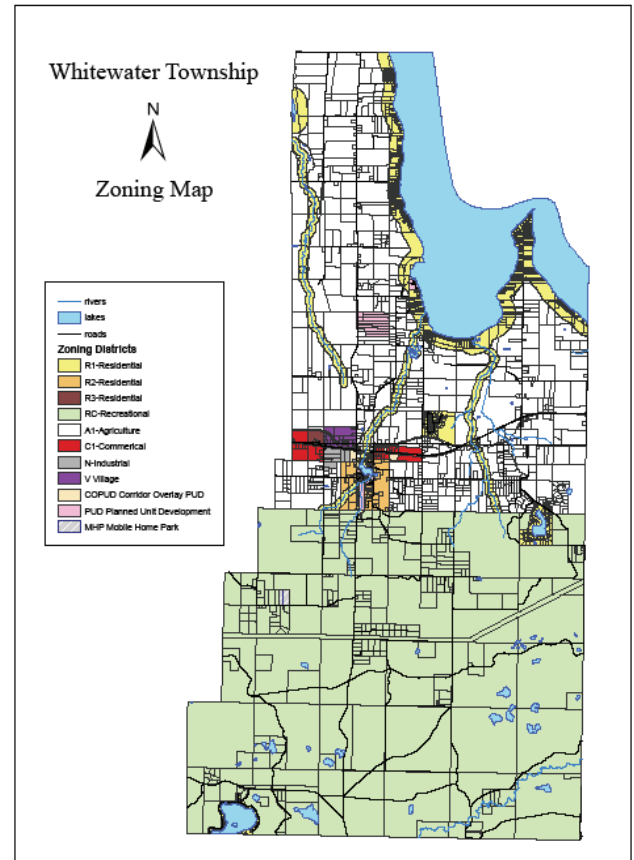 Whitewater Township
N
Zoning Map
rivers
lakes
roads
Zoning Districts
R1-Residential
R2-Residential
R3-Residential
RC-Recreational
A1-Agriculture
C1-Commerical
N-Industrial
V Village
COPUD Corridor Overlay PUD
PUD Planned Unit Development
MHP Mobile Home Park